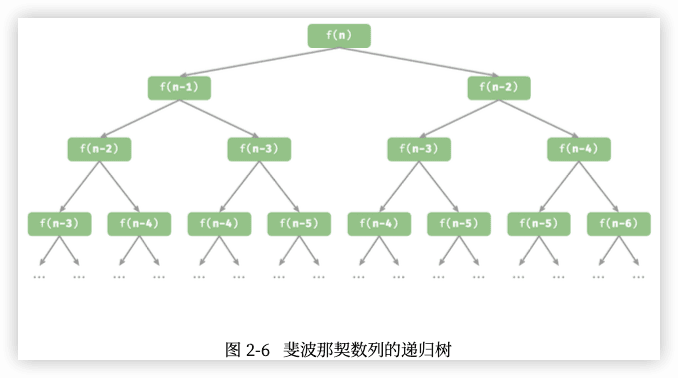 f(n)
f(n-1) f(n-2)
f(n-2) f(n-3) f(n-3) f(n-4)
f(n-3) f(n-4) f(n-4) f(n-5) f(n-4) f(n-5) f(n-5) f(n-6)
... ... ... ... ... ... ... ... ... ... ... ... ... ... ... ...
图 2-6 斐波那契数列的递归树